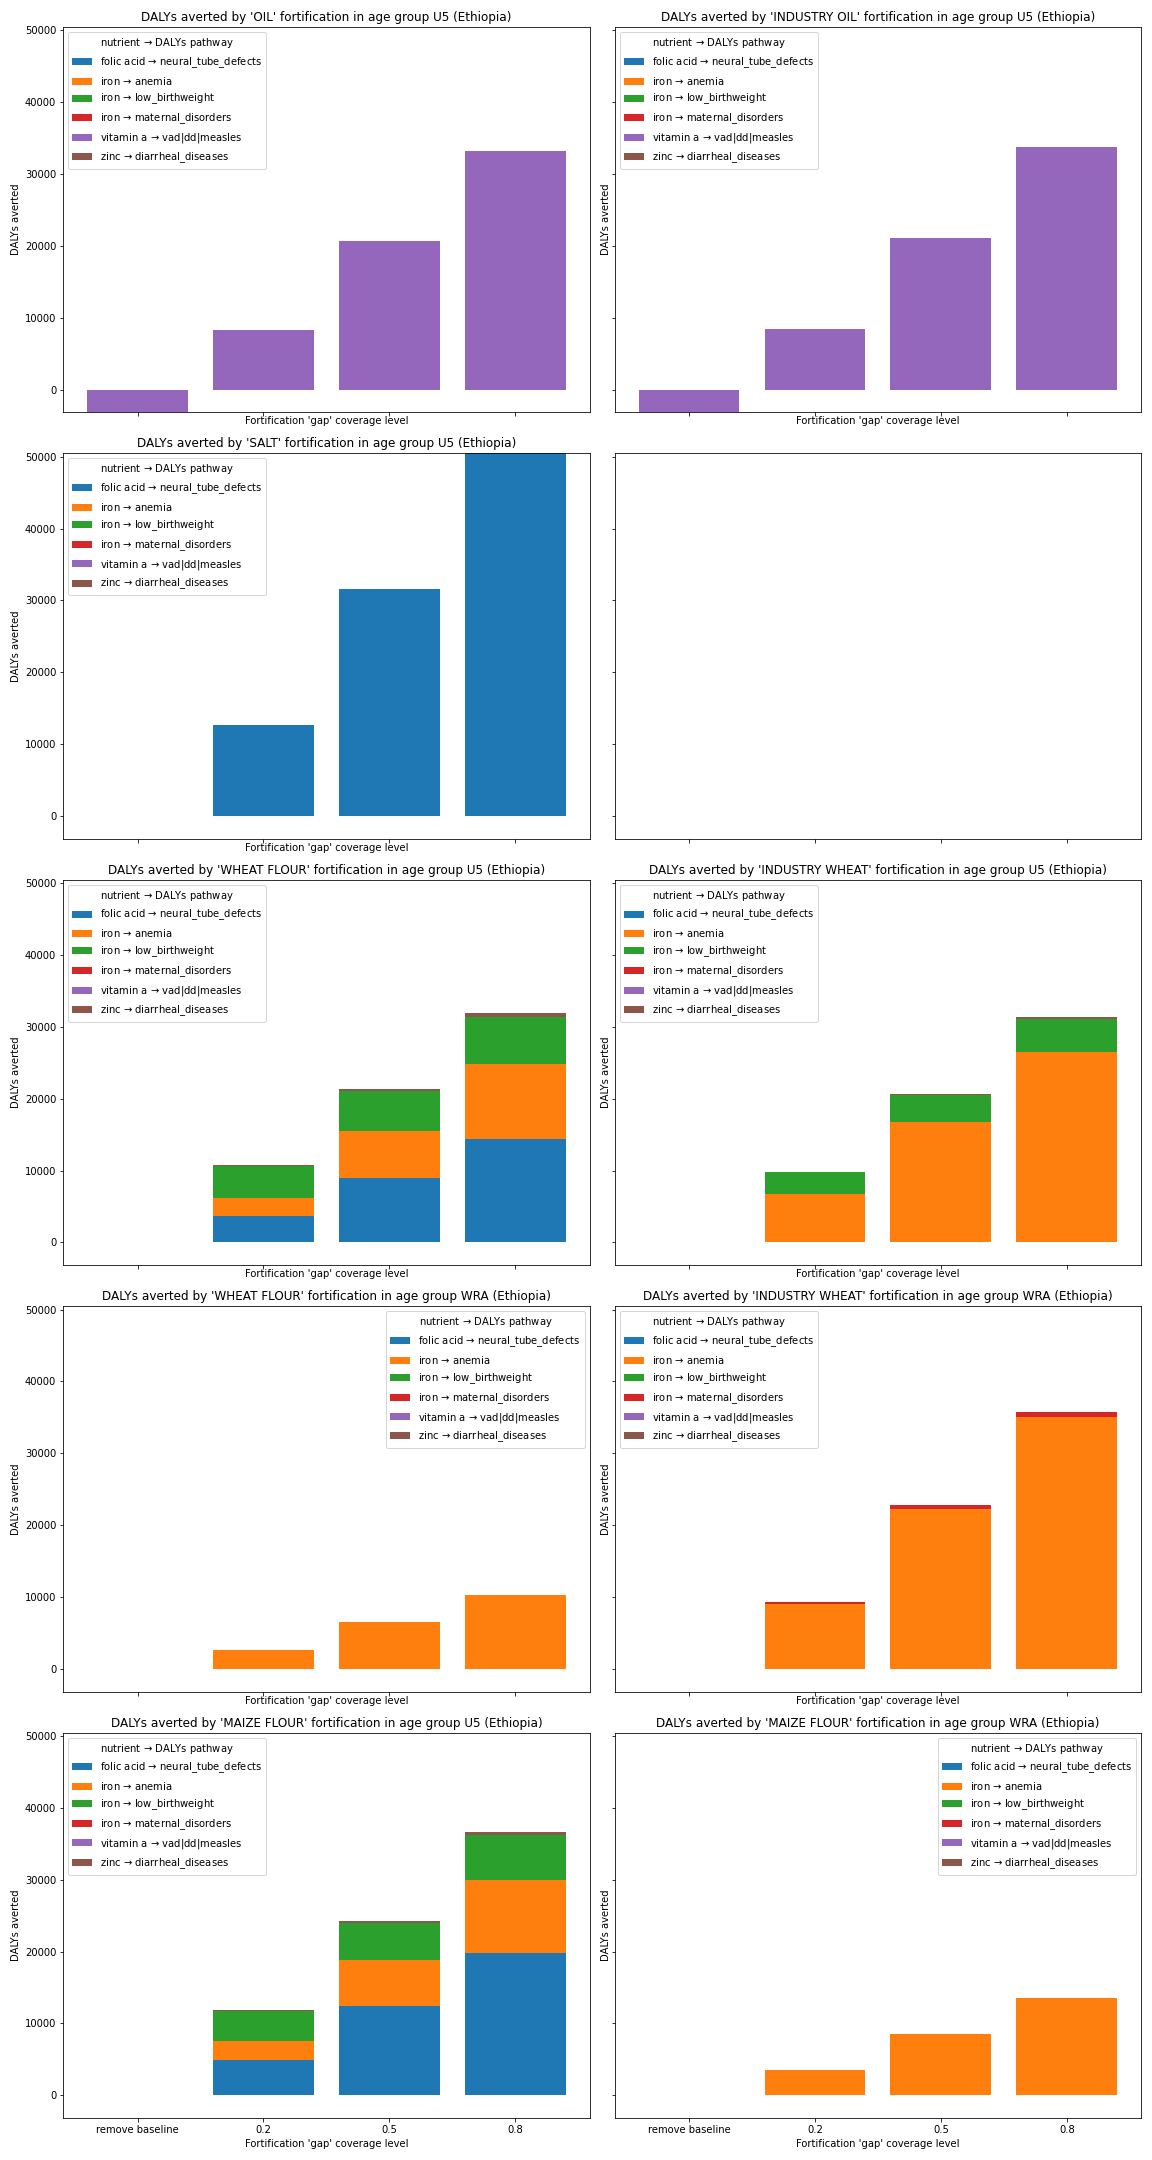 DALYs averted by 'OIL' fortification in age group U5 (Ethiopia)
nutrient → DALYs pathway
folic acid → neural_tube_defects
iron → anemia
iron → low_birthweight
iron → maternal_disorders
vitamin a → vad|dd|measles
zinc → diarrheal_diseases
50000
40000
30000
20000
10000
0
DALYs averted
Fortification 'gap' coverage level
DALYs averted by 'INDUSTRY OIL' fortification in age group U5 (Ethiopia)
nutrient → DALYs pathway
folic acid → neural_tube_defects
iron → anemia
iron → low_birthweight
iron → maternal_disorders
vitamin a → vad|dd|measles
zinc → diarrheal_diseases
DALYs averted
Fortification 'gap' coverage level
DALYs averted by 'SALT' fortification in age group U5 (Ethiopia)
nutrient → DALYs pathway
folic acid → neural_tube_defects
iron → anemia
iron → low_birthweight
iron → maternal_disorders
vitamin a → vad|dd|measles
zinc → diarrheal_diseases
50000
40000
30000
20000
10000
0
DALYs averted
Fortification 'gap' coverage level
DALYs averted by 'WHEAT FLOUR' fortification in age group U5 (Ethiopia)
nutrient → DALYs pathway
folic acid → neural_tube_defects
iron → anemia
iron → low_birthweight
iron → maternal_disorders
vitamin a → vad|dd|measles
zinc → diarrheal_diseases
50000
40000
30000
20000
10000
0
DALYs averted
Fortification 'gap' coverage level
DALYs averted by 'INDUSTRY WHEAT' fortification in age group U5 (Ethiopia)
nutrient → DALYs pathway
folic acid → neural_tube_defects
iron → anemia
iron → low_birthweight
iron → maternal_disorders
vitamin a → vad|dd|measles
zinc → diarrheal_diseases
DALYs averted
Fortification 'gap' coverage level
DALYs averted by 'WHEAT FLOUR' fortification in age group WRA (Ethiopia)
nutrient → DALYs pathway
folic acid → neural_tube_defects
iron → anemia
iron → low_birthweight
iron → maternal_disorders
vitamin a → vad|dd|measles
zinc → diarrheal_diseases
50000
40000
30000
20000
10000
0
DALYs averted
Fortification 'gap' coverage level
DALYs averted by 'INDUSTRY WHEAT' fortification in age group WRA (Ethiopia)
nutrient → DALYs pathway
folic acid → neural_tube_defects
iron → anemia
iron → low_birthweight
iron → maternal_disorders
vitamin a → vad|dd|measles
zinc → diarrheal_diseases
DALYs averted
Fortification 'gap' coverage level
DALYs averted by 'MAIZE FLOUR' fortification in age group U5 (Ethiopia)
nutrient → DALYs pathway
folic acid → neural_tube_defects
iron → anemia
iron → low_birthweight
iron → maternal_disorders
vitamin a → vad|dd|measles
zinc → diarrheal_diseases
50000
40000
30000
20000
10000
0
DALYs averted
remove baseline 0.2 0.5 0.8
Fortification 'gap' coverage level
DALYs averted by 'MAIZE FLOUR' fortification in age group WRA (Ethiopia)
nutrient → DALYs pathway
folic acid → neural_tube_defects
iron → anemia
iron → low_birthweight
iron → maternal_disorders
vitamin a → vad|dd|measles
zinc → diarrheal_diseases
DALYs averted
remove baseline 0.2 0.5 0.8
Fortification 'gap' coverage level